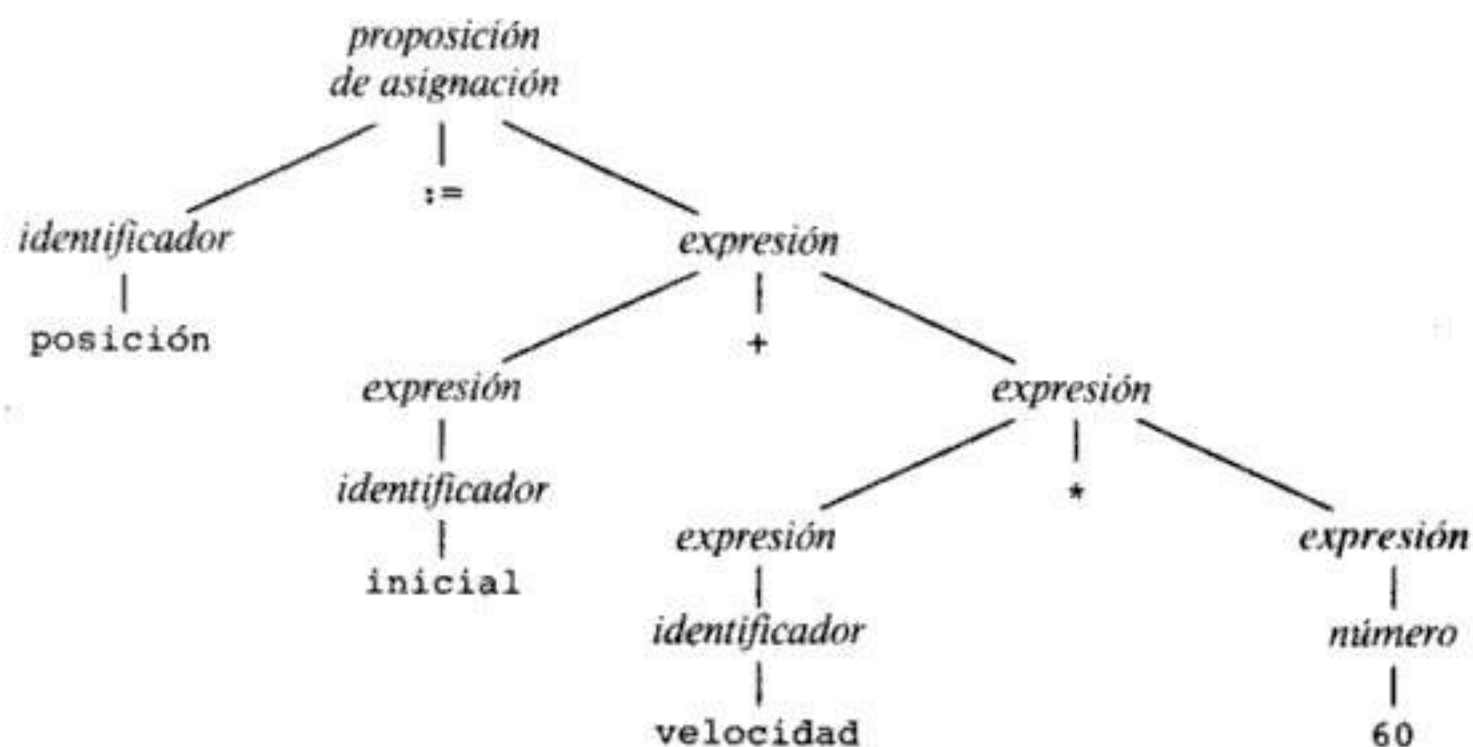 proposición
de asignación
:=
identificador
expresión
posición
+
expresión
expresión
identificador
*
expresión
expresión
inicial
identificador
número
velocidad
60